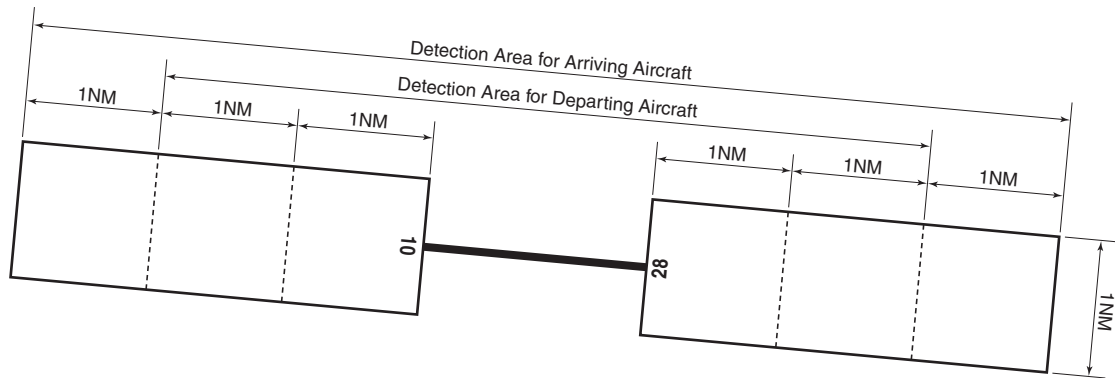 Detection Area for Arriving Aircraft
Detection Area for Departing Aircraft
1NM
1NM
1NM
1NM
1NM
1NM
10
28
1NM